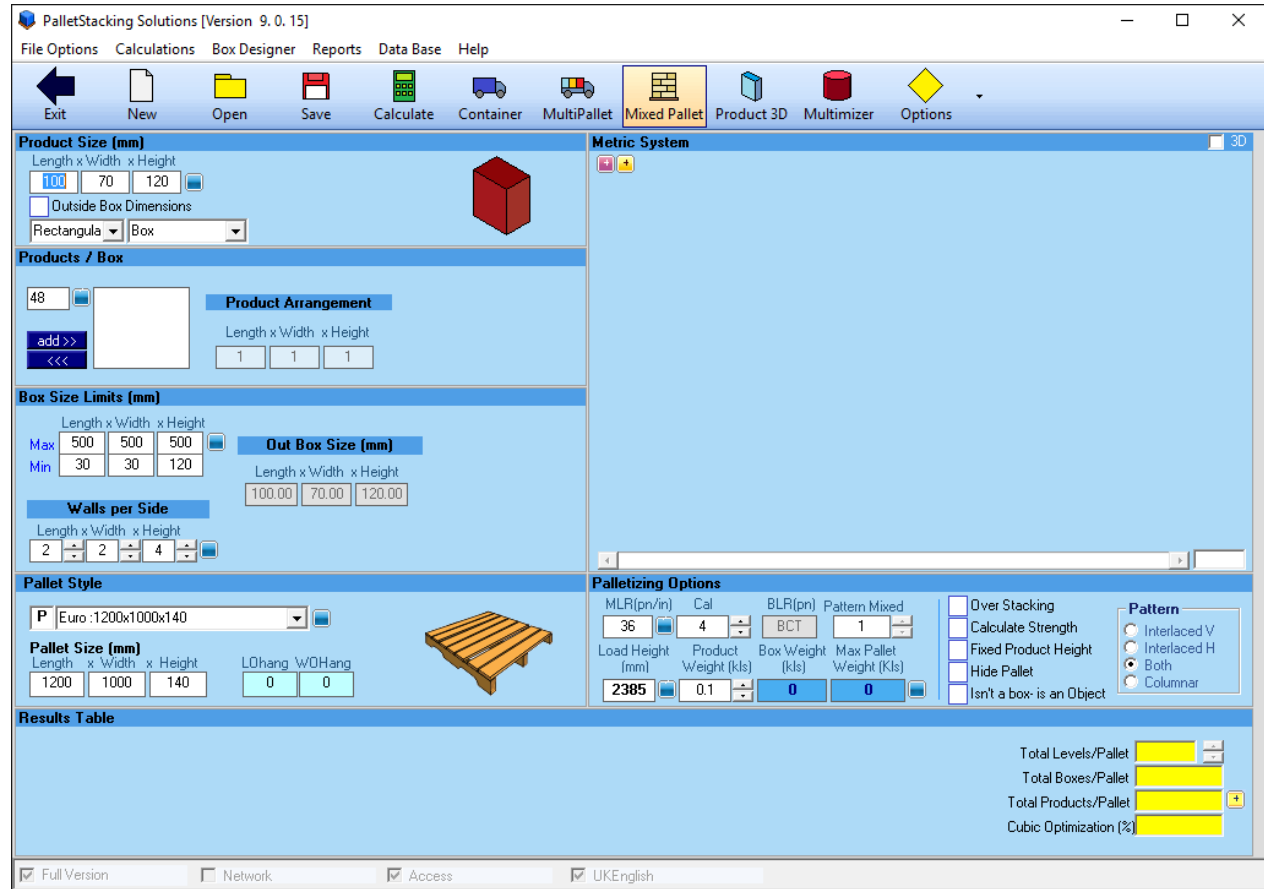 PalletStacking Solutions [Version 9. 0. 15]
File Options Calculations Box Designer Reports Data Base Help
Exit New Open Save Calculate Container MultiPallet Mixed Pallet Product 3D Multimizer Options
Product Size (mm)
Length x Width x Height
100 70 120
Outside Box Dimensions
Rectangula Box
Products / Box
48
add >>
<<<
Product Arrangement
Length x Width x Height
1 1 1
Box Size Limits (mm)
Length x Width x Height
Max 500 500 500
Min 30 30 120
Out Box Size (mm)
Length x Width x Height
100.00 70.00 120.00
Walls per Side
Length x Width x Height
2 2 4
Pallet Style
P Euro :1200x1000x140
Pallet Size (mm)
Length x Width x Height LOhang WOHang
1200 1000 140 0 0
Metric System 3D
Palletizing Options
MLR(pn/in) Cal BLR(pn) Pattern Mixed
36 4 BCT 1
Load Height (mm) Product Weight (kls) Box Weight (kls) Max Pallet Weight (Kls)
2385 0.1 0 0
Over Stacking
Calculate Strength
Fixed Product Height
Hide Pallet
Isn't a box- is an Object
Pattern
Interlaced V
Interlaced H
Both
Columnar
Results Table
Total Levels/Pallet
Total Boxes/Pallet
Total Products/Pallet
Cubic Optimization (%)
Full Version Network Access UKEnglish